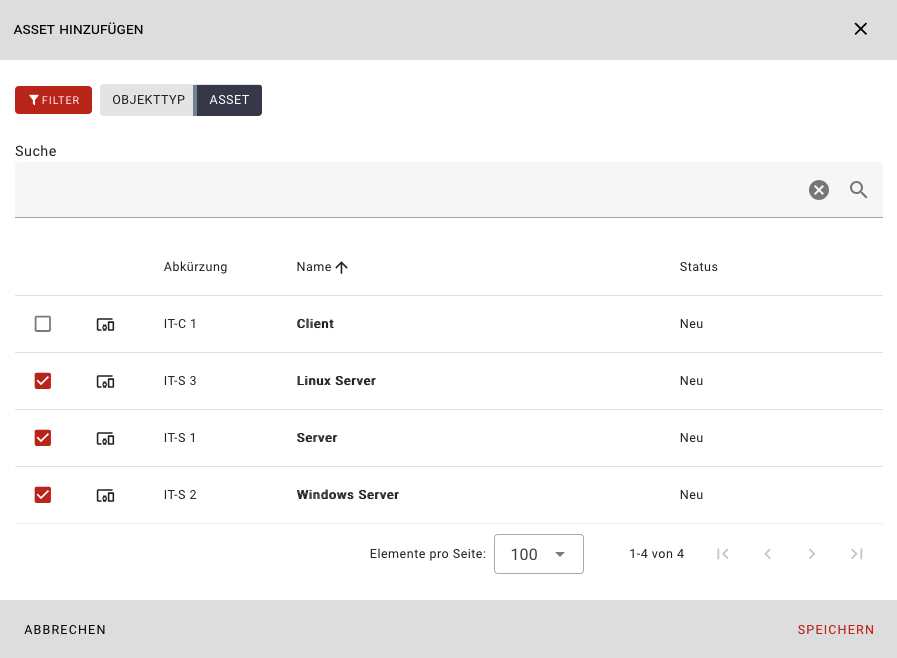 ASSET HINZUFÜGEN
FILTER OBJEKTTYP ASSET
Suche
Abkürzung Name Status
IT-C 1 Client Neu
IT-S 3 Linux Server Neu
IT-S 1 Server Neu
IT-S 2 Windows Server Neu
Elemente pro Seite: 100 1-4 von 4
ABBRECHEN SPEICHERN